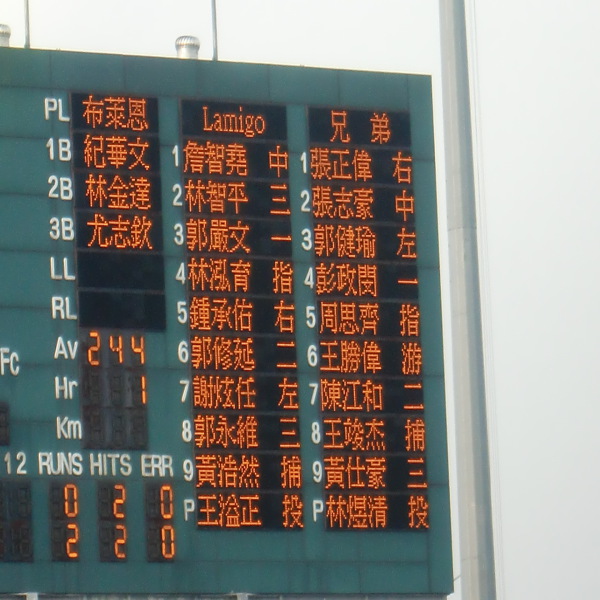 PL 布萊恩 Lamigo 兄 弟
1B 紀華文 1 詹智堯 中 1 張正偉 右
2B 林金達 2 林智平 三 2 張志豪 中
3B 尤志欽 3 郭嚴文 一 3 郭健瑜 左
LL 4 林泓育 指 4 彭政閔 一
RL 5 鍾承佑 右 5 周思齊 指
FC Av 244 6 郭修延 二 6 王勝偉 游
Hr 1 7 謝炫任 左 7 陳江和 二
Km 8 郭永維 三 8 王竣杰 捕
12 RUNS HITS ERR 9 黃浩然 捕 9 黃仕豪 三
0 2 0 P 王溢正 投 P 林煜清 投
2 2 0